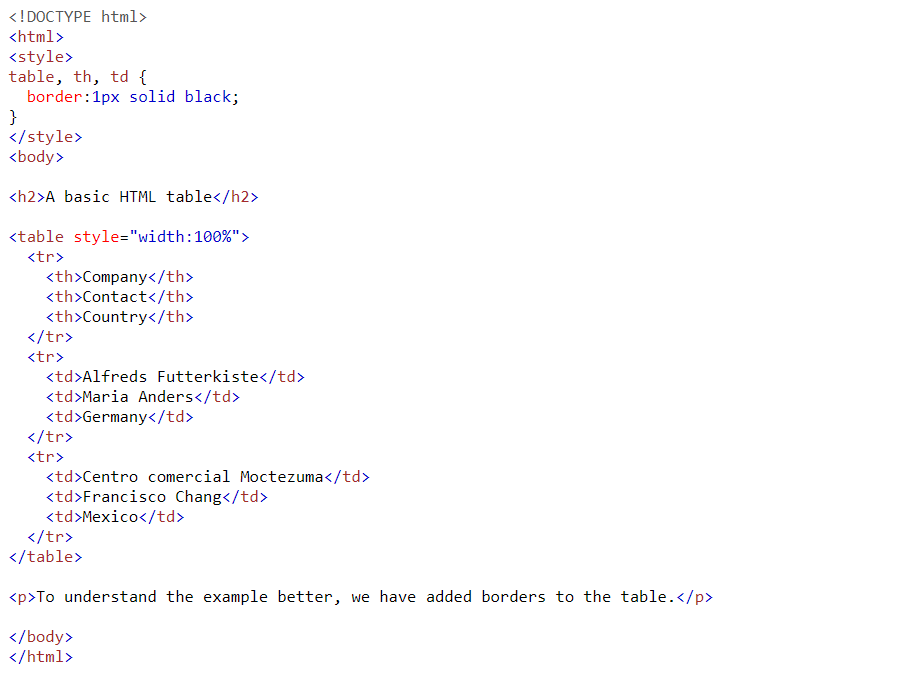 <!DOCTYPE html>
<html>
<style>
table, th, td {
  border:1px solid black;
}
</style>
<body>

<h2>A basic HTML table</h2>

<table style="width:100%">
  <tr>
    <th>Company</th>
    <th>Contact</th>
    <th>Country</th>
  </tr>
  <tr>
    <td>Alfreds Futterkiste</td>
    <td>Maria Anders</td>
    <td>Germany</td>
  </tr>
  <tr>
    <td>Centro comercial Moctezuma</td>
    <td>Francisco Chang</td>
    <td>Mexico</td>
  </tr>
</table>

<p>To understand the example better, we have added borders to the table.</p>

</body>
</html>